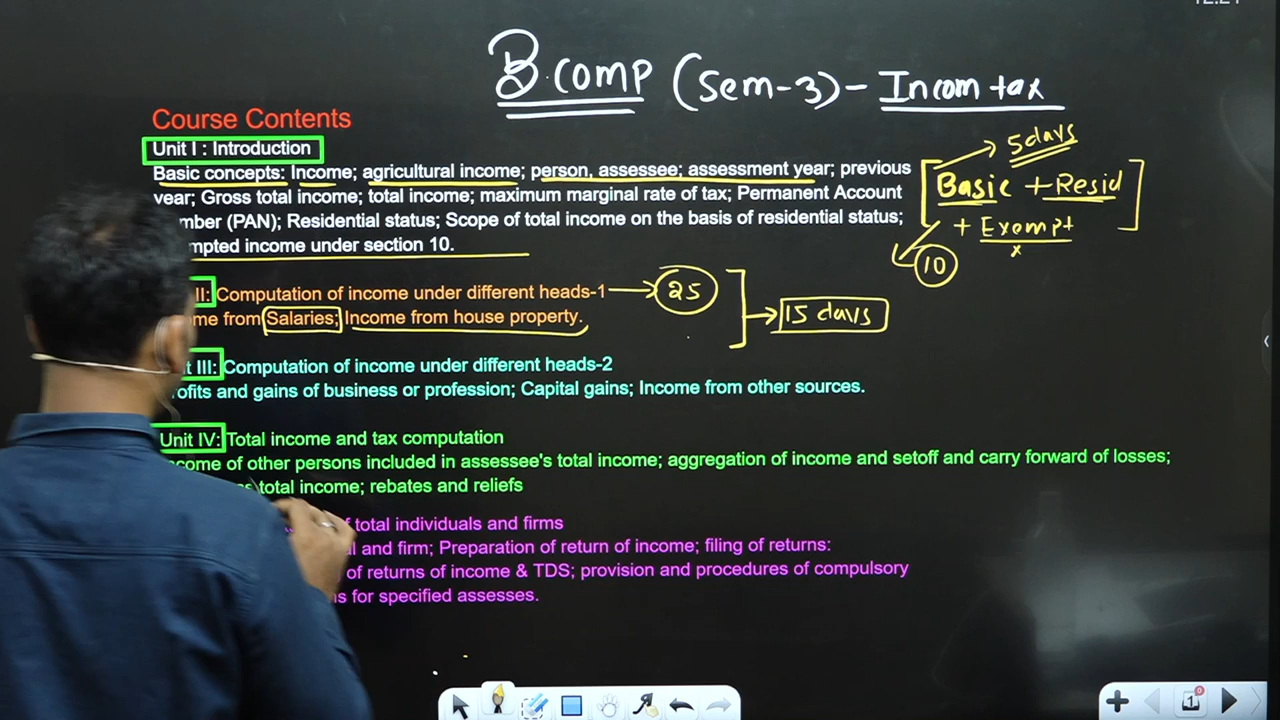 B.comp (Sem-3) - Incom tax
Course Contents
Unit I : Introduction
Basic concepts: Income; agricultural income; person, assessee; assessment year; previous
year; Gross total income; total income; maximum marginal rate of tax; Permanent Account
mber (PAN); Residential status; Scope of total income on the basis of residential status;
mpted income under section 10.
→ 5 days
Basic + Resid
+ Exempt
x
10
II: Computation of income under different heads-1 → 25
me from Salaries; Income from house property.
→ 15 days
t III: Computation of income under different heads-2
ofits and gains of business or profession; Capital gains; Income from other sources.
Unit IV: Total income and tax computation
come of other persons included in assessee's total income; aggregation of income and setoff and carry forward of losses;
total income; rebates and reliefs
total individuals and firms
l and firm; Preparation of return of income; filing of returns:
of returns of income & TDS; provision and procedures of compulsory
s for specified assesses.
1